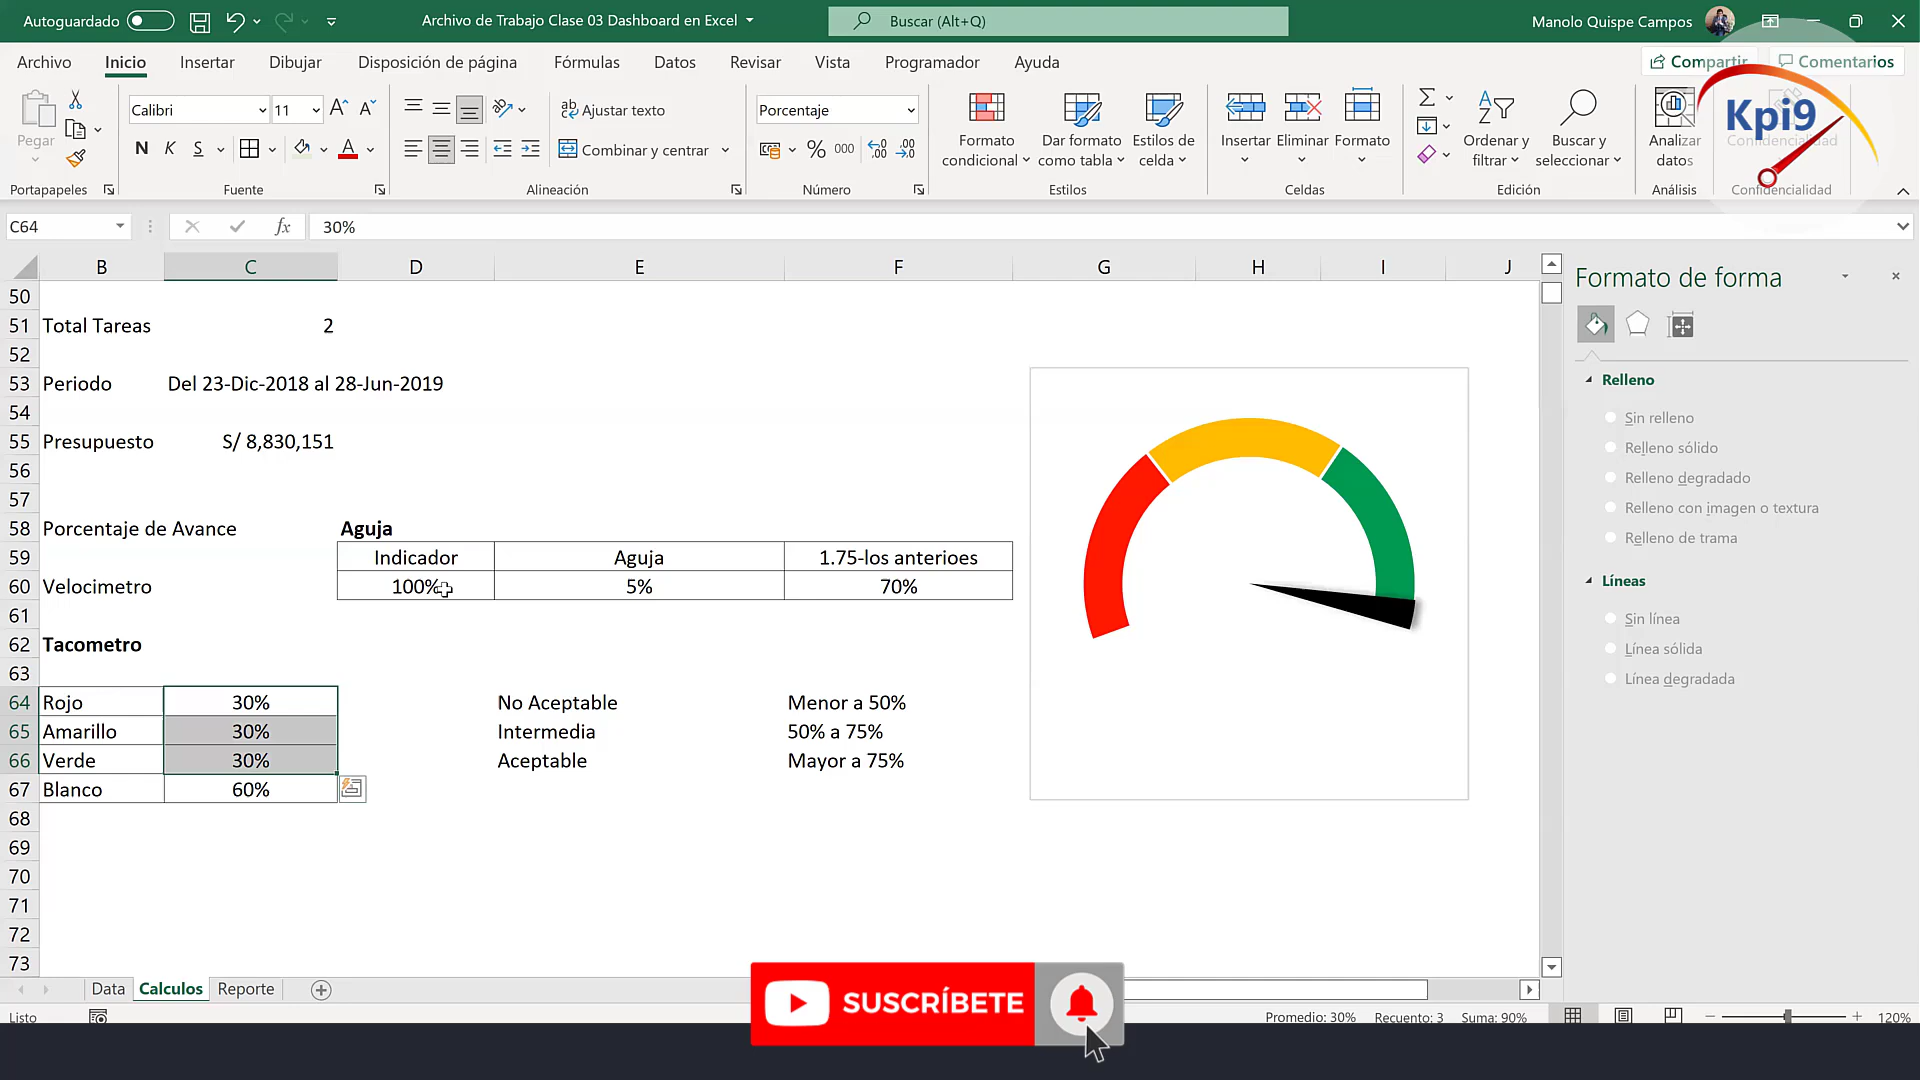 Autoguardado
Archivo de Trabajo Clase 03 Dashboard en Excel
Buscar (Alt+Q)
Manolo Quispe Campos
Archivo Inicio Insertar Dibujar Disposición de página Fórmulas Datos Revisar Vista Programador Ayuda
Compartir Comentarios
Kpi9
Pegar
Calibri 11
N K S
Ajustar texto
Combinar y centrar
Porcentaje
% 000
Formato condicional
Dar formato como tabla
Estilos de celda
Insertar Eliminar Formato
Ordenar y filtrar
Buscar y seleccionar
Analizar datos
Confidencialidad
Portapapeles Fuente Alineación Número Estilos Celdas Edición Análisis Confidencialidad
C64 fx 30%
B C D E F G H I J
50
51 Total Tareas 2
52
53 Periodo Del 23-Dic-2018 al 28-Jun-2019
54
55 Presupuesto S/ 8,830,151
56
57
58 Porcentaje de Avance Aguja
59 Indicador Aguja 1.75-los anterioes
60 Velocimetro 100% 5% 70%
61
62 Tacometro
63
64 Rojo 30% No Aceptable Menor a 50%
65 Amarillo 30% Intermedia 50% a 75%
66 Verde 30% Aceptable Mayor a 75%
67 Blanco 60%
68
69
70
71
72
73
Formato de forma
Relleno
Sin relleno
Relleno sólido
Relleno degradado
Relleno con imagen o textura
Relleno de trama
Líneas
Sin línea
Línea sólida
Línea degradada
Data Calculos Reporte
SUSCRÍBETE
Listo
Promedio: 30% Recuento: 3 Suma: 90%
120%